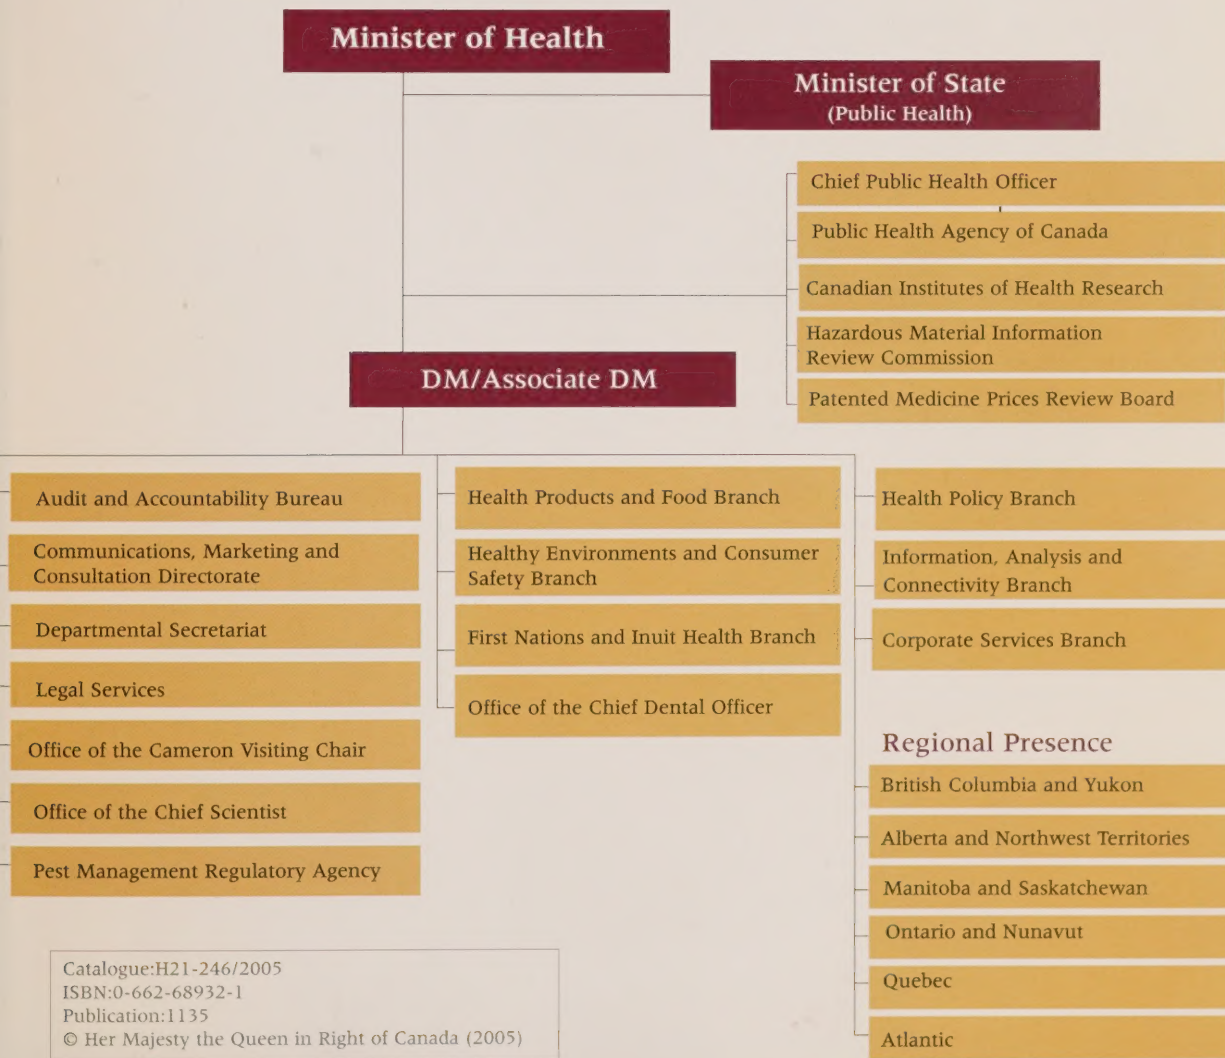 Minister of Health
Minister of State
(Public Health)
Chief Public Health Officer
Public Health Agency of Canada
Canadian Institutes of Health Research
Hazardous Material Information
Review Commission
Patented Medicine Prices Review Board
DM/Associate DM
Audit and Accountability Bureau
Communications, Marketing and
Consultation Directorate
Departmental Secretariat
Legal Services
Office of the Cameron Visiting Chair
Office of the Chief Scientist
Pest Management Regulatory Agency
Health Products and Food Branch
Healthy Environments and Consumer
Safety Branch
First Nations and Inuit Health Branch
Office of the Chief Dental Officer
Health Policy Branch
Information, Analysis and
Connectivity Branch
Corporate Services Branch
Regional Presence
British Columbia and Yukon
Alberta and Northwest Territories
Manitoba and Saskatchewan
Ontario and Nunavut
Quebec
Atlantic
Catalogue:H21-246/2005
ISBN:0-662-68932-1
Publication:1135
© Her Majesty the Queen in Right of Canada (2005)